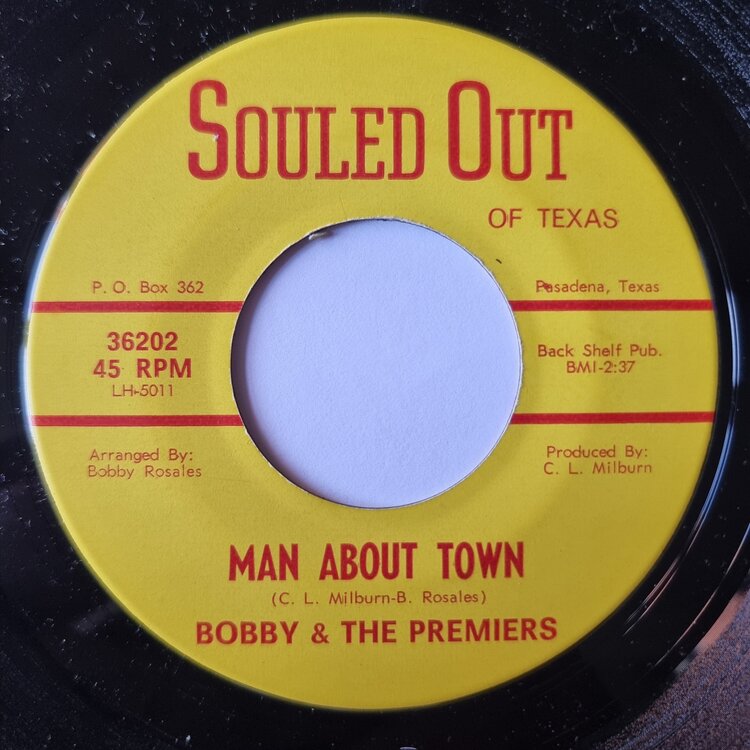 SOULED OUT
OF TEXAS
P. O. Box 362
Pasadena, Texas
36202
45 RPM
LH-5011
Back Shelf Pub.
BMI-2:37
Arranged By:
Bobby Rosales
Produced By:
C. L. Milburn
MAN ABOUT TOWN
(C. L. Milburn-B. Rosales)
BOBBY & THE PREMIERS